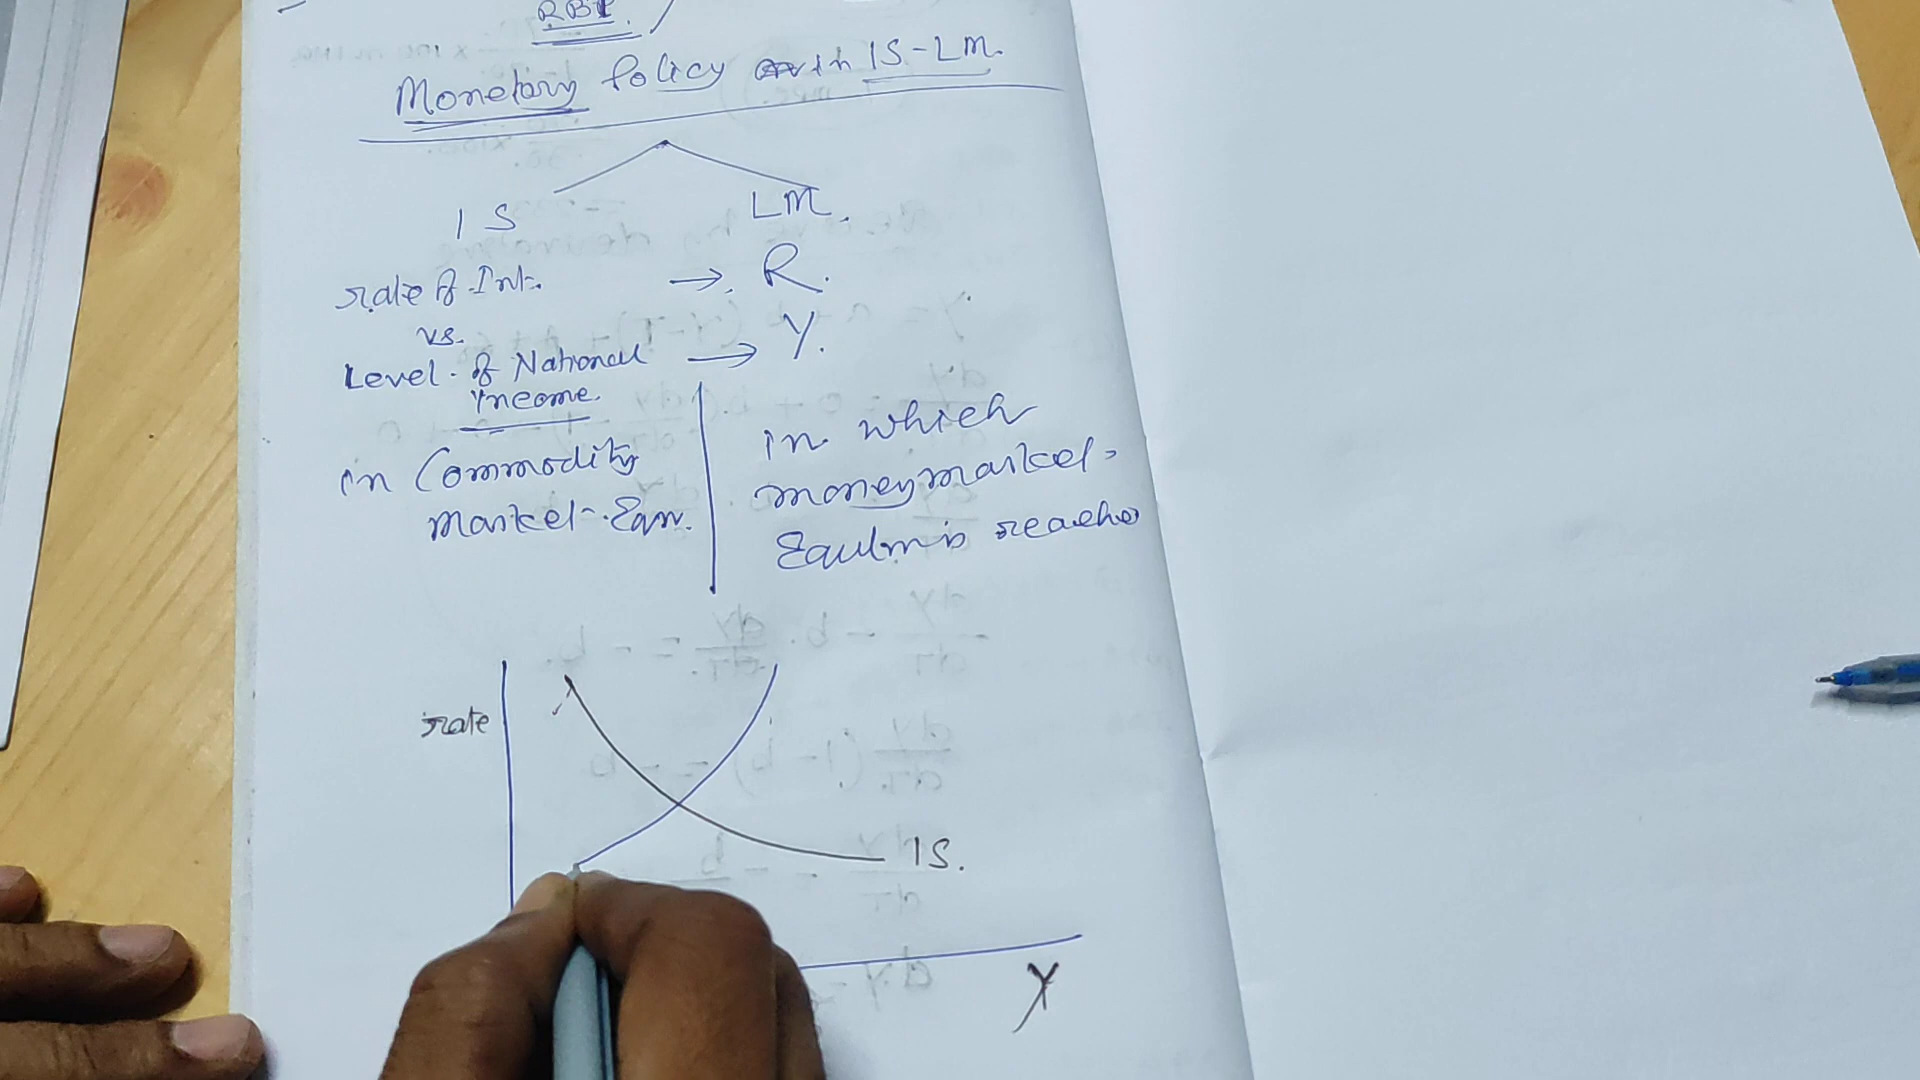 RBI
Monetary Policy with IS-LM.
IS
LM.
rate of Int. → R.
vs.
Level of National → Y.
Income.
in Commodity
Market Eqm.
in which
money market
Equlm is reached
rate
IS.
Y